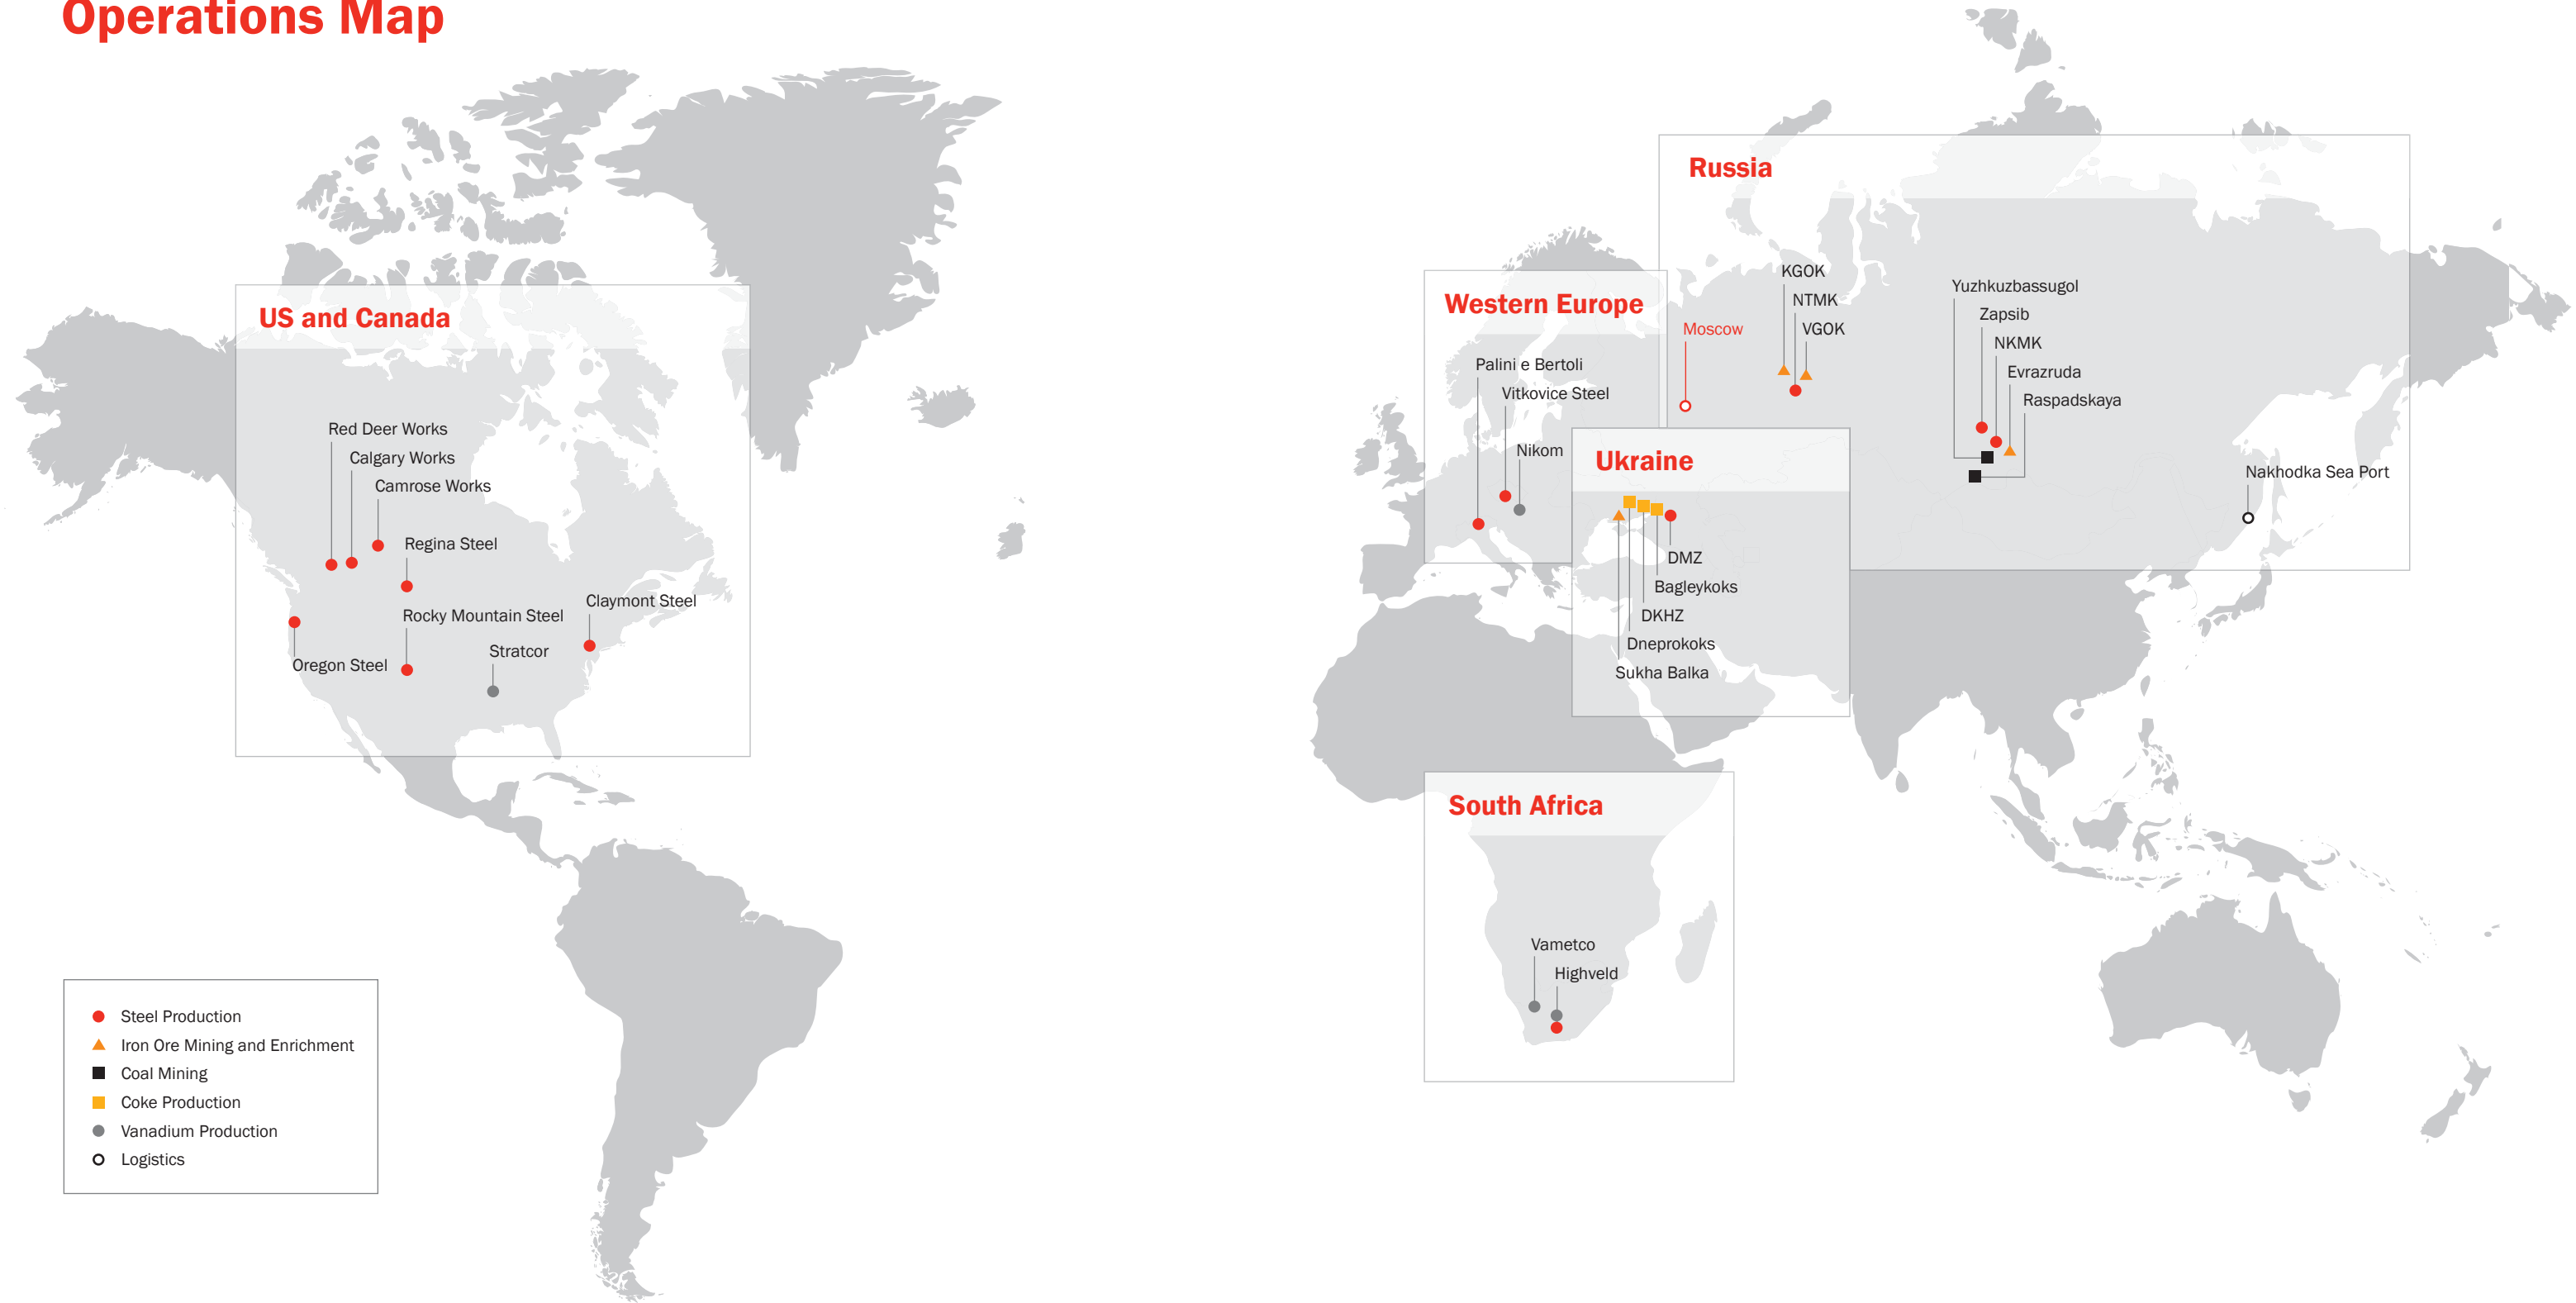 Operations Map
US and Canada
Red Deer Works
Calgary Works
Camrose Works
Regina Steel
Claymont Steel
Rocky Mountain Steel
Stratcor
Oregon Steel
Russia
KGOK
NTMK
VGOK
Moscow
Yuzhkuzbassugol
Zapsib
NKMK
Evrazruda
Raspadskaya
Nakhodka Sea Port
Western Europe
Palini e Bertoli
Vitkovice Steel
Nikom
Ukraine
DMZ
Bagleykoks
DKHZ
Dneprokoks
Sukha Balka
South Africa
Vametco
Highveld
Steel Production
Iron Ore Mining and Enrichment
Coal Mining
Coke Production
Vanadium Production
Logistics